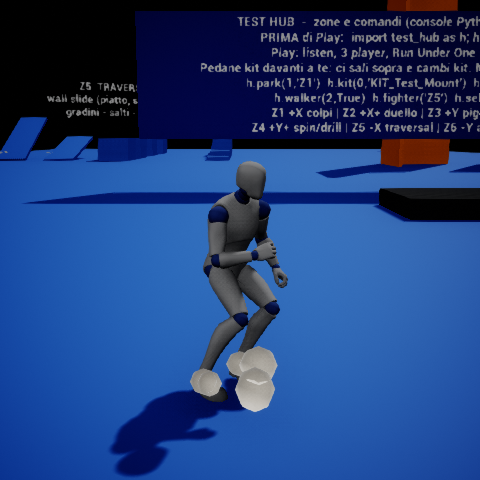 TEST HUB - zone e comandi (console Pyth
PRIMA di Play: import test_hub as h; h
Play: listen, 3 player, Run Under One
Pedane kit davanti a te: ci sali sopra e cambi kit. M
h.park(1,'Z1') h.kit(0,'KIT_Test_Mount') h
h.walker(2,True) h.fighter('Z5') h.sel
Z1 +X colpi | Z2 +X+ duello | Z3 +Y pig
Z4 +Y+ spin/drill | Z5 -X traversal | Z6 -Y a
Z5 TRAVERS
wall slide (piatto, s
gradini - salti -